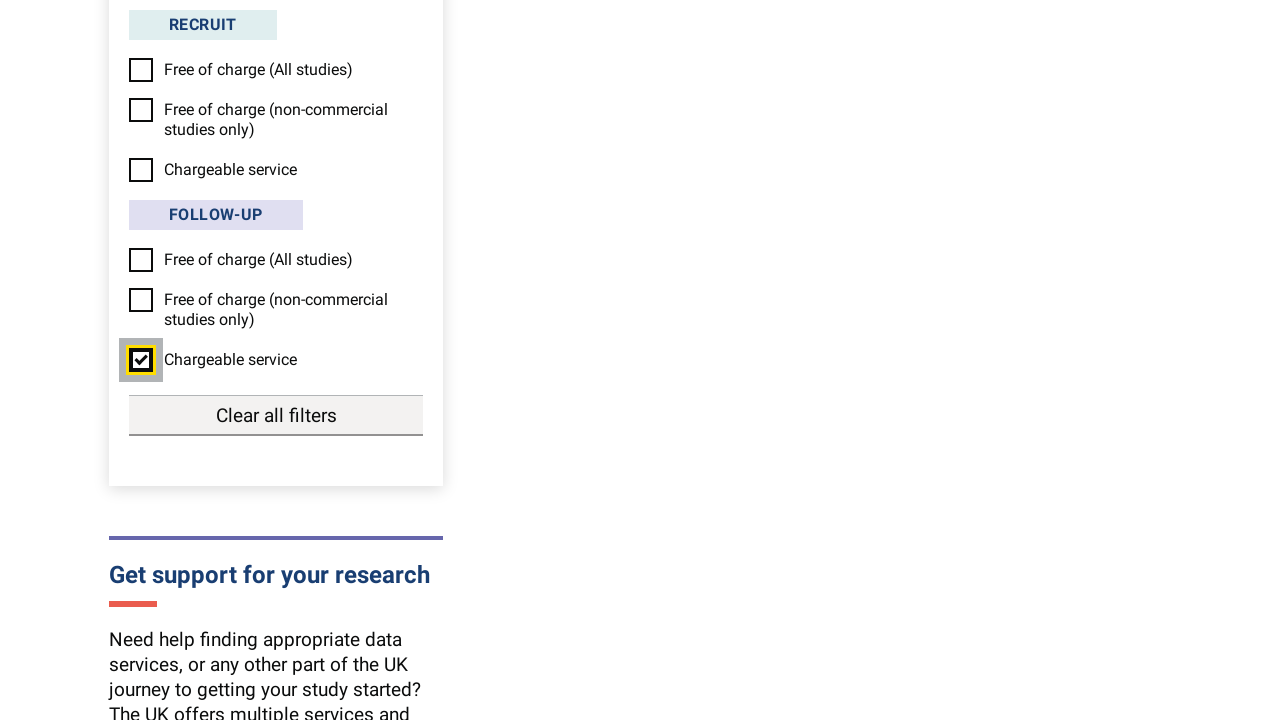 RECRUIT
Free of charge (All studies)
Free of charge (non-commercial
studies only)
Chargeable service
FOLLOW-UP
Free of charge (All studies)
Free of charge (non-commercial
studies only)
Chargeable service
Clear all filters
Get support for your research
Need help finding appropriate data
services, or any other part of the UK
journey to getting your study started?
The UK offers multiple services and